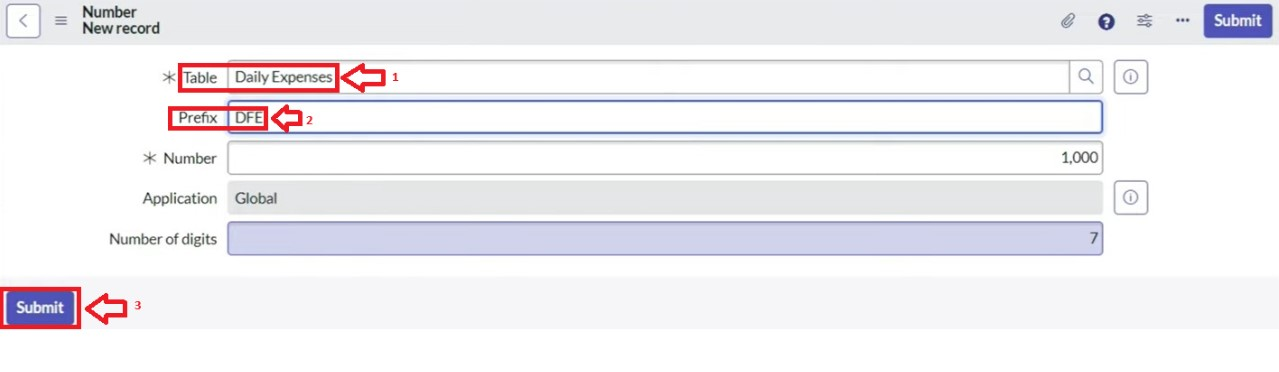 Number
New record
Submit
Table Daily Expenses 1
Prefix DFE 2
Number 1,000
Application Global
Number of digits 7
Submit 3